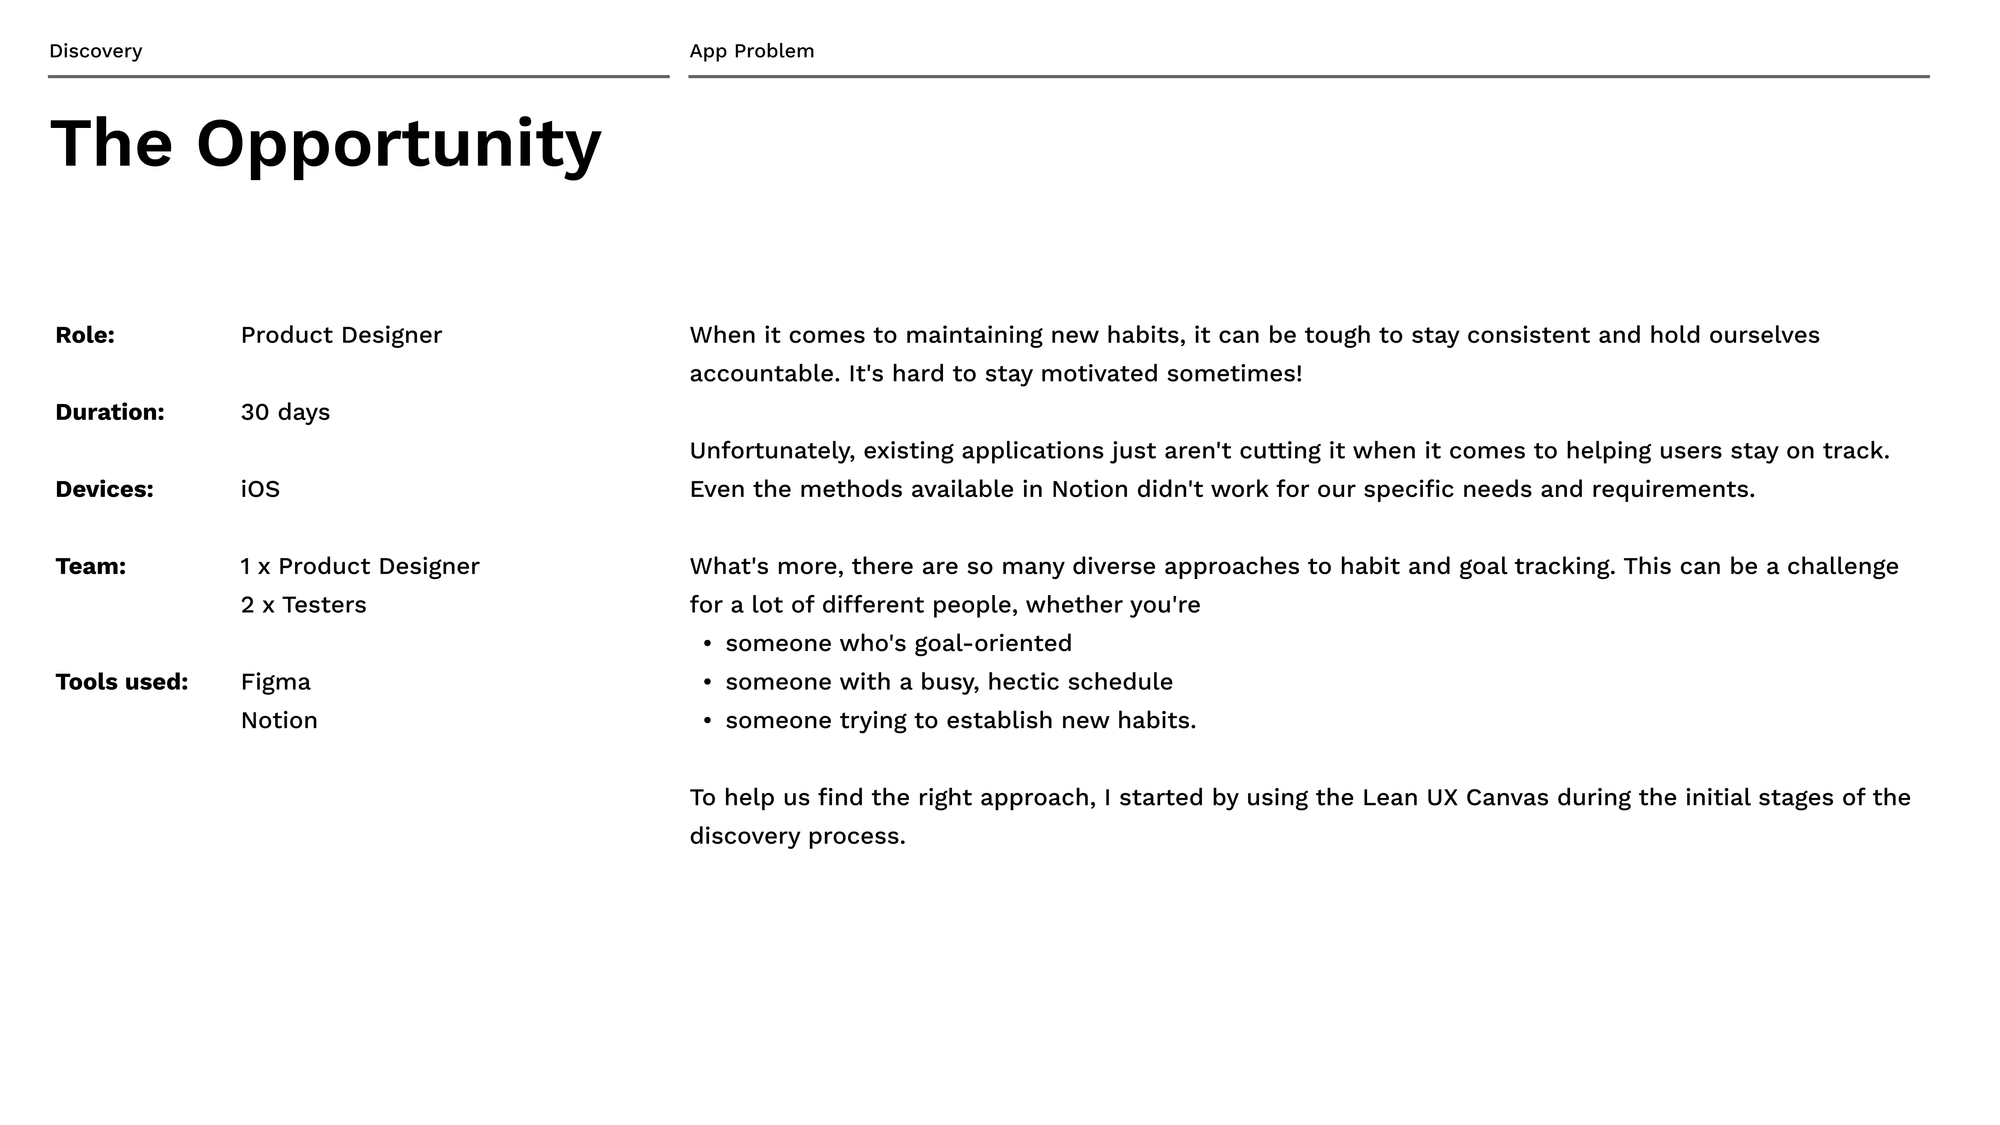 Discovery
App Problem
The Opportunity
Role: Product Designer
Duration: 30 days
Devices: iOS
Team: 1 x Product Designer
2 x Testers
Tools used: Figma
Notion
When it comes to maintaining new habits, it can be tough to stay consistent and hold ourselves
accountable. It's hard to stay motivated sometimes!
Unfortunately, existing applications just aren't cutting it when it comes to helping users stay on track.
Even the methods available in Notion didn't work for our specific needs and requirements.
What's more, there are so many diverse approaches to habit and goal tracking. This can be a challenge
for a lot of different people, whether you're
• someone who's goal-oriented
• someone with a busy, hectic schedule
• someone trying to establish new habits.
To help us find the right approach, I started by using the Lean UX Canvas during the initial stages of the
discovery process.